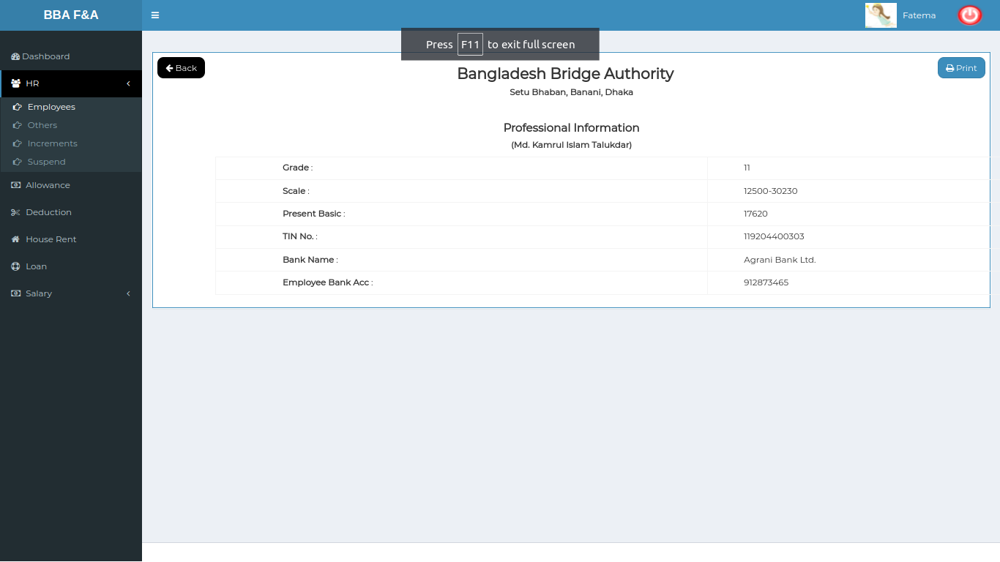 BBA F&A
Fatema
Press F11 to exit full screen
Dashboard
HR
Employees
Others
Increments
Suspend
Allowance
Deduction
House Rent
Loan
Salary
Back
Print
Bangladesh Bridge Authority
Setu Bhaban, Banani, Dhaka
Professional Information
(Md. Kamrul Islam Talukdar)
Grade : 11
Scale : 12500-30230
Present Basic : 17620
TIN No. : 119204400303
Bank Name : Agrani Bank Ltd.
Employee Bank Acc : 912873465